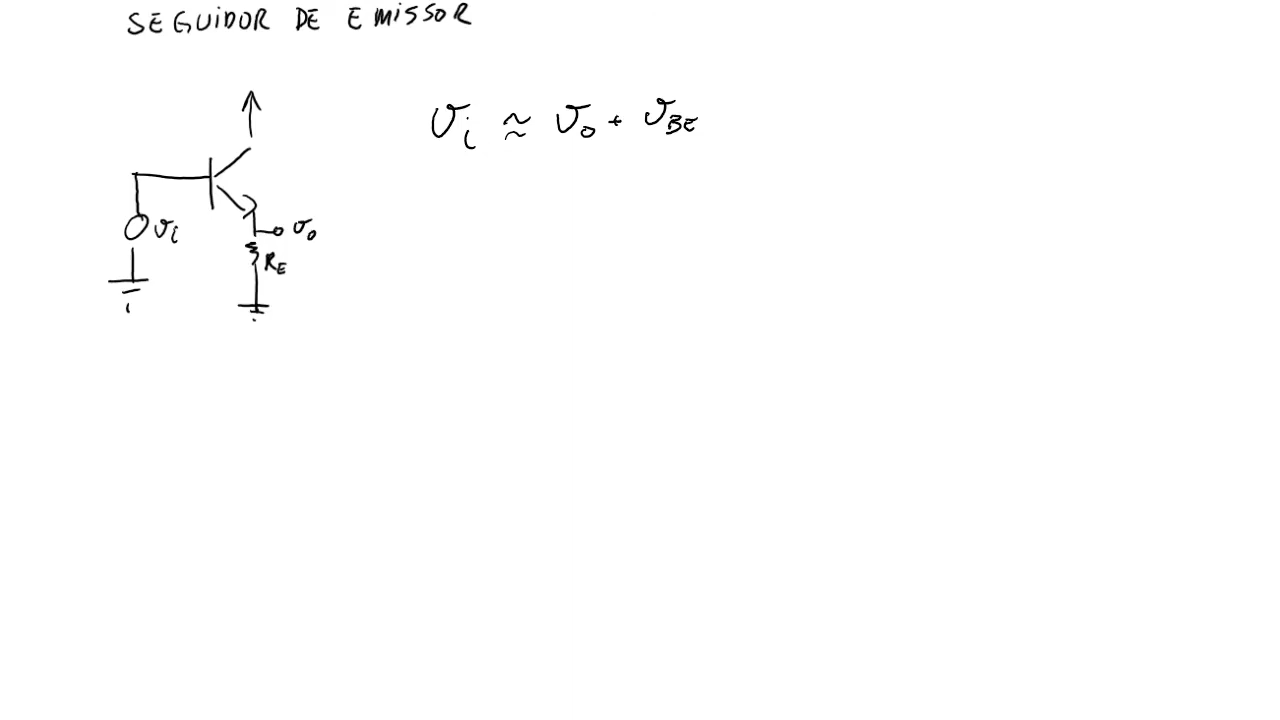 SEGUIDOR DE EMISSOR
vi ≈ vo + vBE
vi
vo
RE